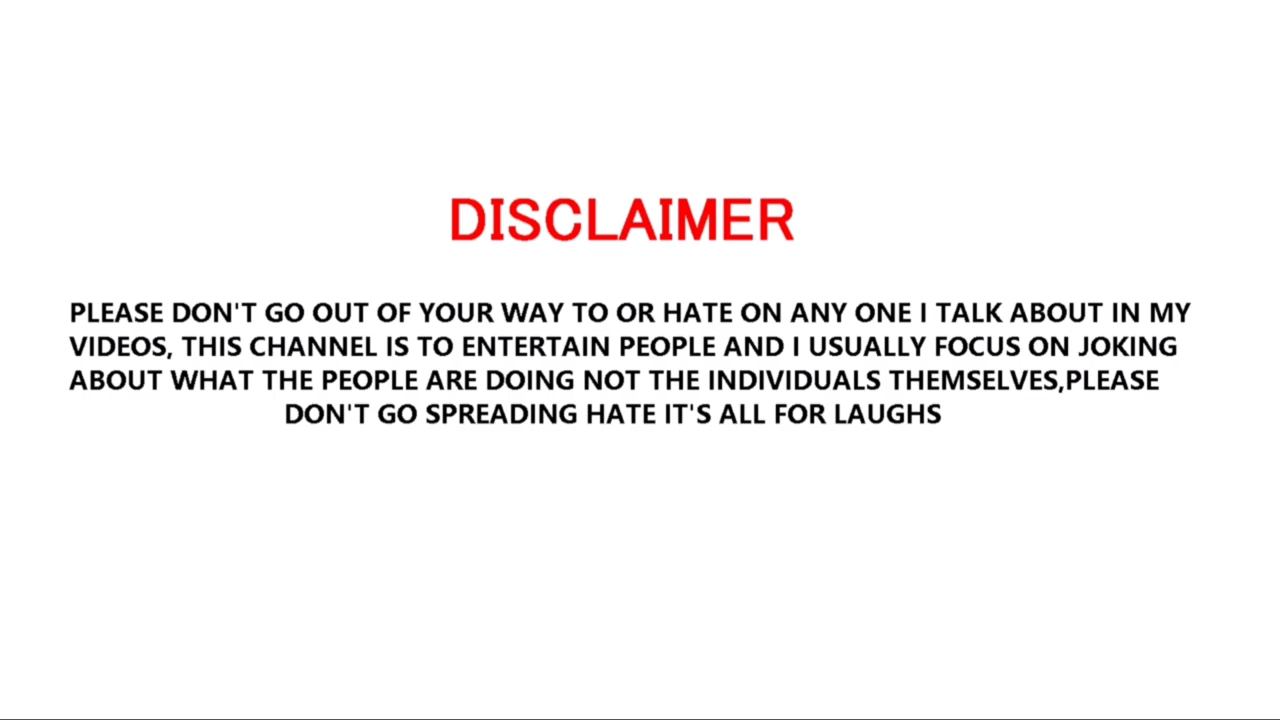 DISCLAIMER
PLEASE DON'T GO OUT OF YOUR WAY TO OR HATE ON ANY ONE I TALK ABOUT IN MY
VIDEOS, THIS CHANNEL IS TO ENTERTAIN PEOPLE AND I USUALLY FOCUS ON JOKING
ABOUT WHAT THE PEOPLE ARE DOING NOT THE INDIVIDUALS THEMSELVES,PLEASE
DON'T GO SPREADING HATE IT'S ALL FOR LAUGHS